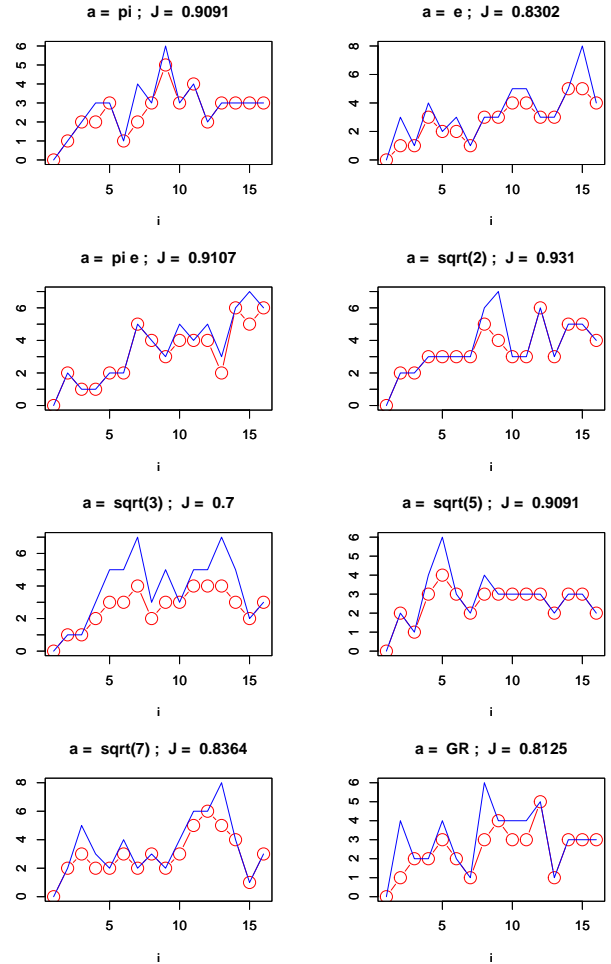 a = pi ; J = 0.9091
0 1 2 3 4 5 6
5 10 15
i
a = e ; J = 0.8302
0 2 4 6 8
5 10 15
i
a = pi e ; J = 0.9107
0 2 4 6
5 10 15
i
a = sqrt(2) ; J = 0.931
0 2 4 6
5 10 15
i
a = sqrt(3) ; J = 0.7
0 2 4 6
5 10 15
i
a = sqrt(5) ; J = 0.9091
0 1 2 3 4 5 6
5 10 15
i
a = sqrt(7) ; J = 0.8364
0 2 4 6 8
5 10 15
i
a = GR ; J = 0.8125
0 1 2 3 4 5 6
5 10 15
i